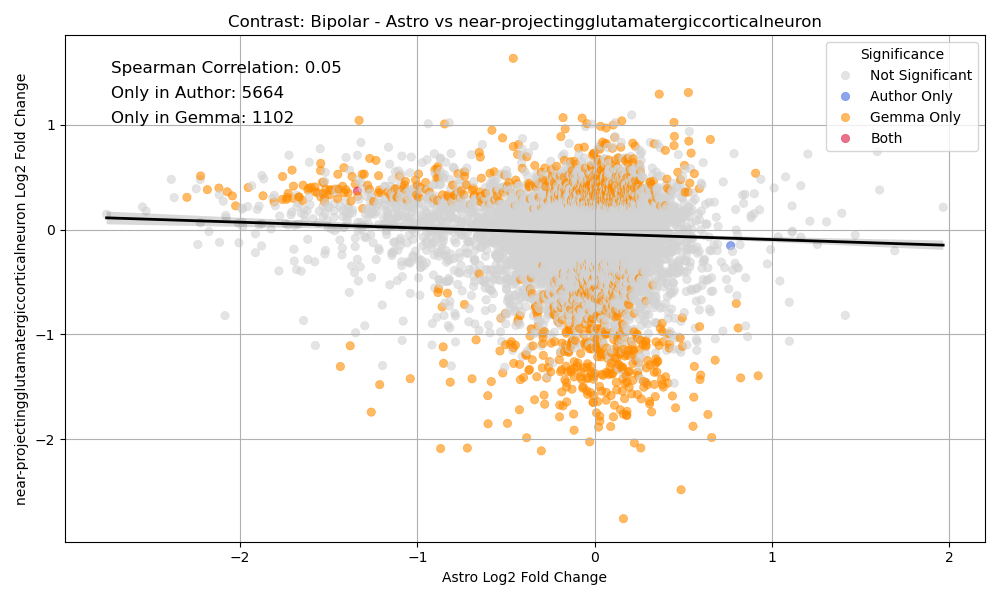 Contrast: Bipolar - Astro vs near-projectingglutamatergiccorticalneuron
Spearman Correlation: 0.05
Only in Author: 5664
Only in Gemma: 1102
Significance
Not Significant
Author Only
Gemma Only
Both
near-projectingglutamatergiccorticalneuron Log2 Fold Change
1
0
−1
−2
−2
−1
0
1
2
Astro Log2 Fold Change